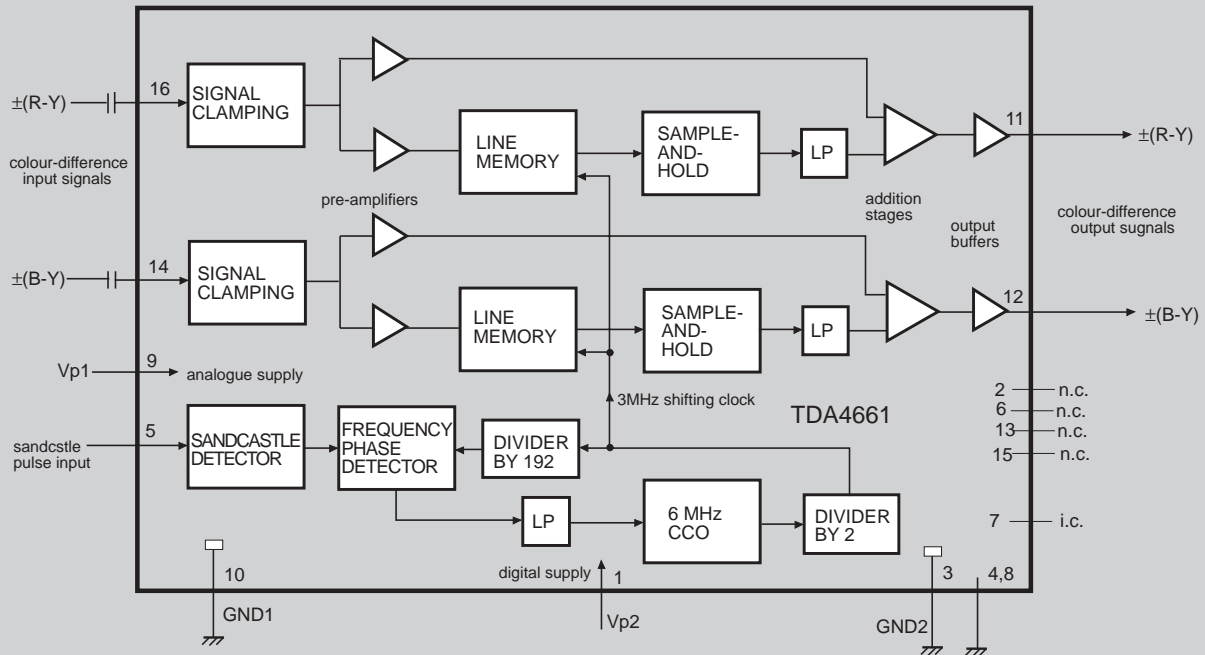 16
SIGNAL
CLAMPING
±(R-Y)
colour-difference
input signals
LINE
MEMORY
SAMPLE-
AND-
HOLD
LP
11
±(R-Y)
pre-amplifiers
addition
stages
output
buffers
colour-difference
output sugnals
±(B-Y)
14
SIGNAL
CLAMPING
LINE
MEMORY
SAMPLE-
AND-
HOLD
LP
12
±(B-Y)
Vp1
9
analogue supply
3MHz shifting clock
TDA4661
2
n.c.
6
n.c.
13
n.c.
15
n.c.
sandcstle
pulse input
5
SANDCASTLE
DETECTOR
FREQUENCY
PHASE
DETECTOR
DIVIDER
BY 192
LP
6 MHz
CCO
DIVIDER
BY 2
7
i.c.
10
GND1
digital supply
1
Vp2
3
GND2
4,8